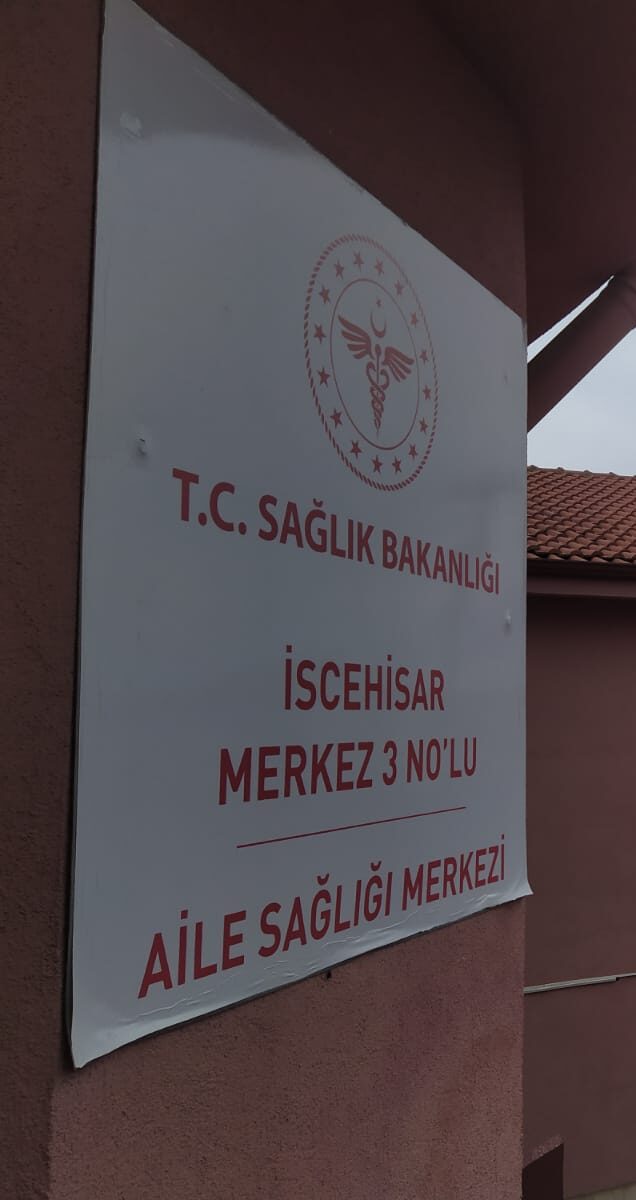 T.C. SAĞLIK BAKANLIĞI
İSCEHİSAR
MERKEZ 3 NO'LU
AİLE SAĞLIĞI MERKEZİ